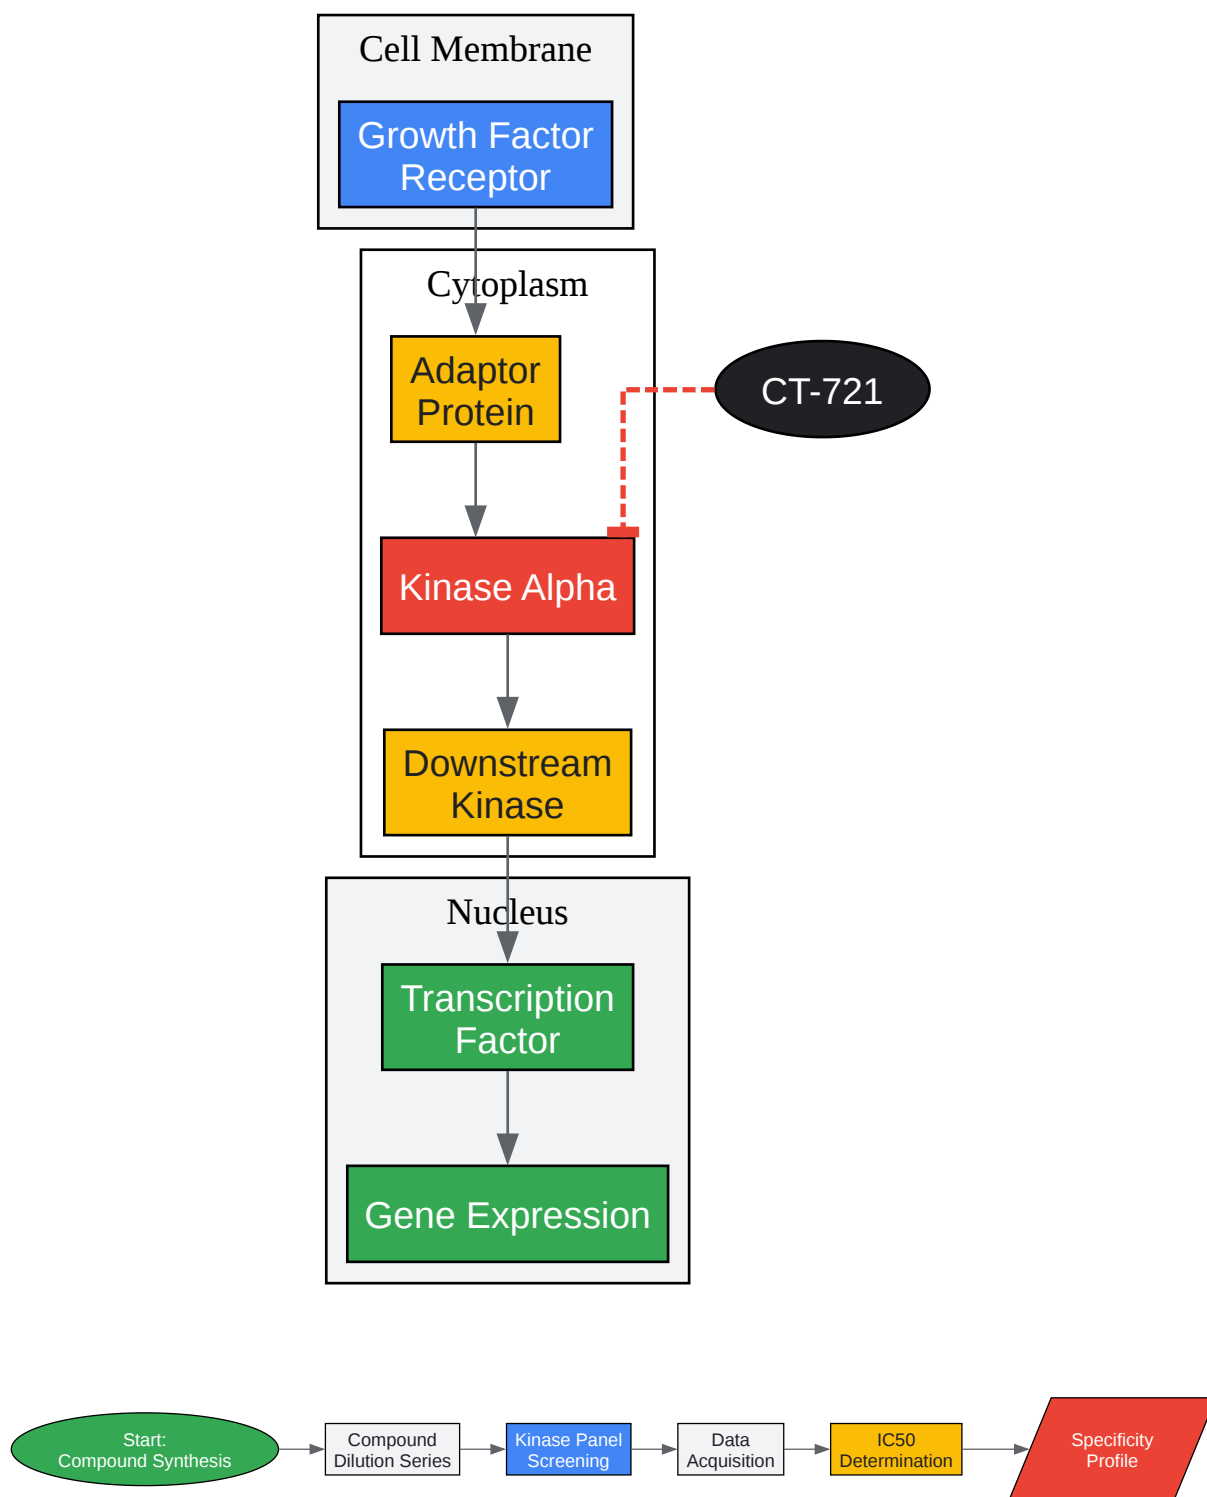 Cell Membrane
Growth Factor
Receptor
Cytoplasm
Adaptor
Protein
CT-721
Kinase Alpha
Downstream
Kinase
Nucleus
Transcription
Factor
Gene Expression
Start:
Compound Synthesis
Compound
Dilution Series
Kinase Panel
Screening
Data
Acquisition
IC50
Determination
Specificity
Profile